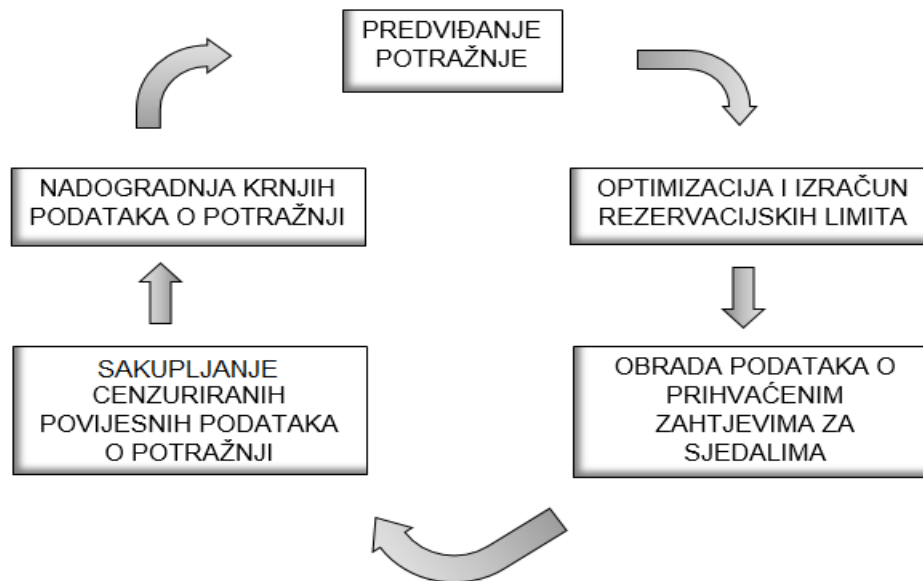 PREDVIĐANJE
POTRAŽNJE
NADOGRADNJA KRNJIH
PODATAKA O POTRAŽNJI
OPTIMIZACIJA I IZRAČUN
REZERVACIJSKIH LIMITA
SAKUPLJANJE
CENZURIRANIH
POVIJESNIH PODATAKA
O POTRAŽNJI
OBRADA PODATAKA O
PRIHVAĆENIM
ZAHTJEVIMA ZA
SJEDALIMA